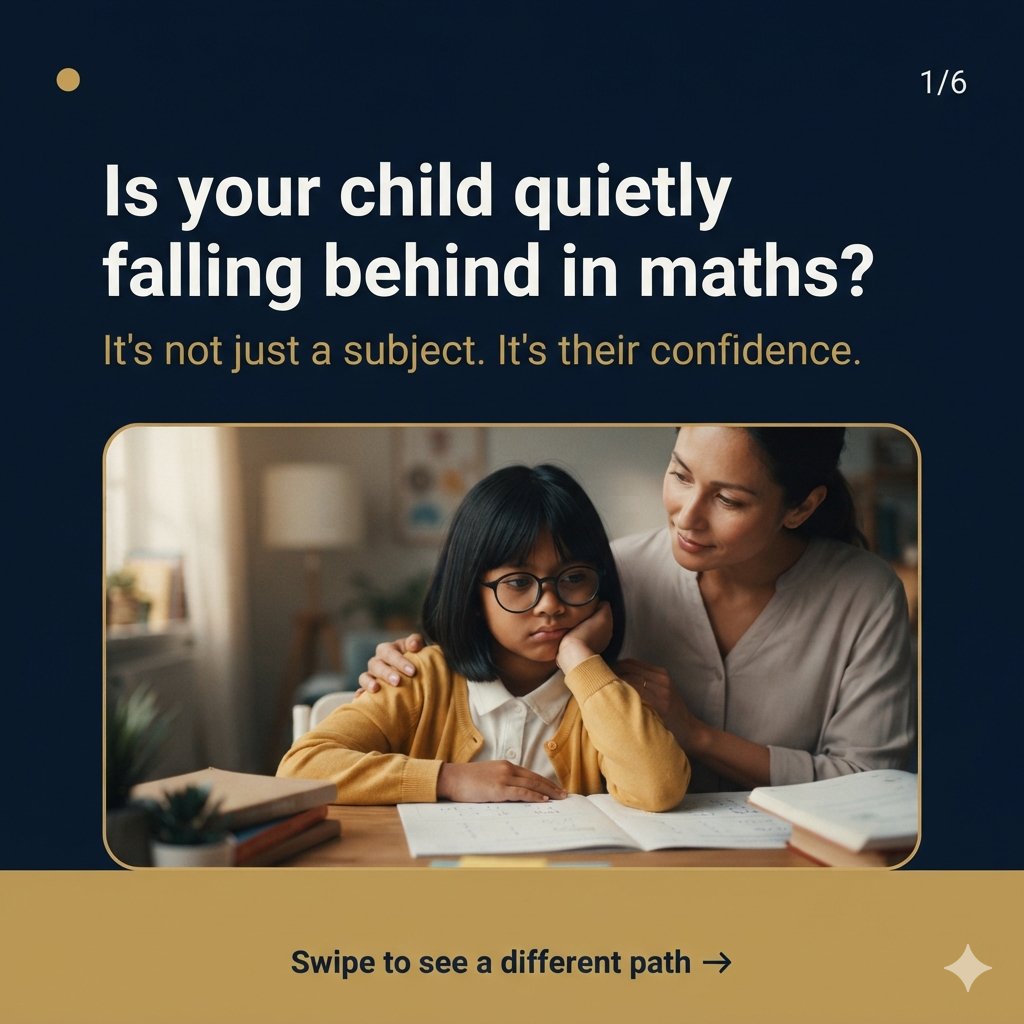 1/6
Is your child quietly
falling behind in maths?
It's not just a subject. It's their confidence.
Swipe to see a different path →